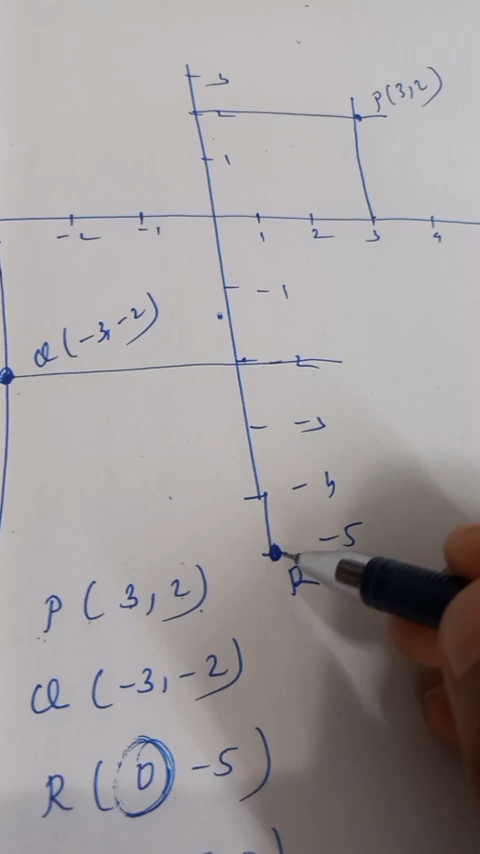 3
2
P(3,2)
1
-2 -1 1 2 3 4
-1
Q(-3,-2)
-2
-3
-4
-5
R
P(3,2)
Q(-3,-2)
R(0 -5)